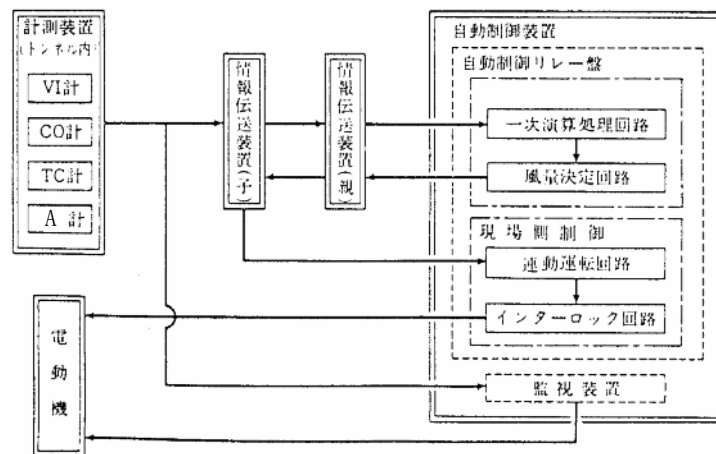 計測装置
(トンネル内)
VI計
CO計
TC計
A 計
情報伝送装置(子)
情報伝送装置(親)
自動制御装置
自動制御リレー盤
一次演算処理回路
風量決定回路
現場側制御
連動運転回路
インターロック回路
監視装置
電動機